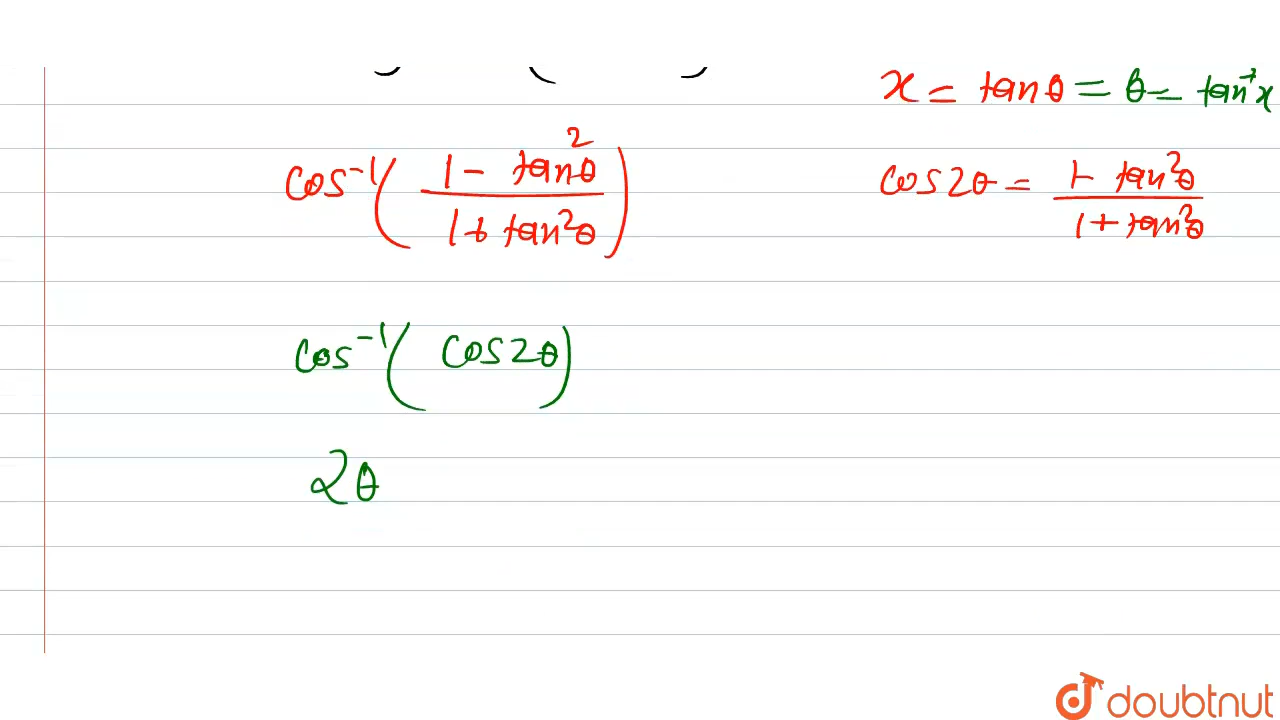 x = tanθ = θ = tan⁻¹x
cos⁻¹( (1 - tan²θ) / (1 + tan²θ) )
cos2θ = (1 - tan²θ) / (1 + tan²θ)
cos⁻¹( cos2θ )
2θ
doubtnut